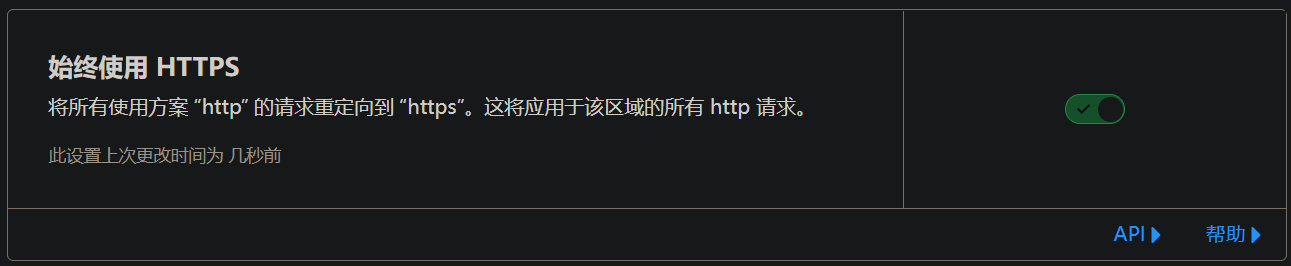 始终使用 HTTPS
将所有使用方案 “http” 的请求重定向到 “https”。这将应用于该区域的所有 http 请求。
此设置上次更改时间为 几秒前
API
帮助